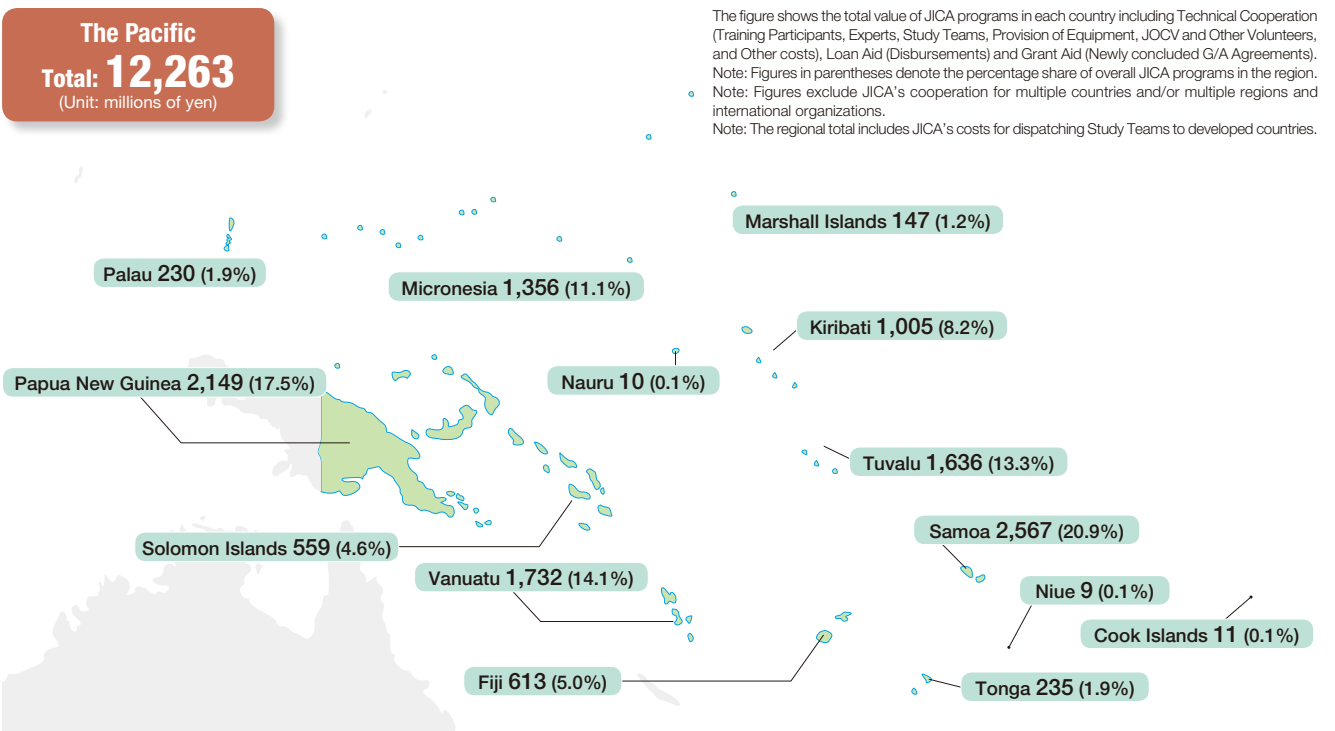 The Pacific
Total: 12,263
(Unit: millions of yen)
The figure shows the total value of JICA programs in each country including Technical Cooperation
(Training Participants, Experts, Study Teams, Provision of Equipment, JOCV and Other Volunteers,
and Other costs), Loan Aid (Disbursements) and Grant Aid (Newly concluded G/A Agreements).
Note: Figures in parentheses denote the percentage share of overall JICA programs in the region.
Note: Figures exclude JICA's cooperation for multiple countries and/or multiple regions and
international organizations.
Note: The regional total includes JICA's costs for dispatching Study Teams to developed countries.
Marshall Islands 147 (1.2%)
Palau 230 (1.9%)
Micronesia 1,356 (11.1%)
Kiribati 1,005 (8.2%)
Nauru 10 (0.1%)
Papua New Guinea 2,149 (17.5%)
Tuvalu 1,636 (13.3%)
Samoa 2,567 (20.9%)
Solomon Islands 559 (4.6%)
Vanuatu 1,732 (14.1%)
Niue 9 (0.1%)
Cook Islands 11 (0.1%)
Fiji 613 (5.0%)
Tonga 235 (1.9%)